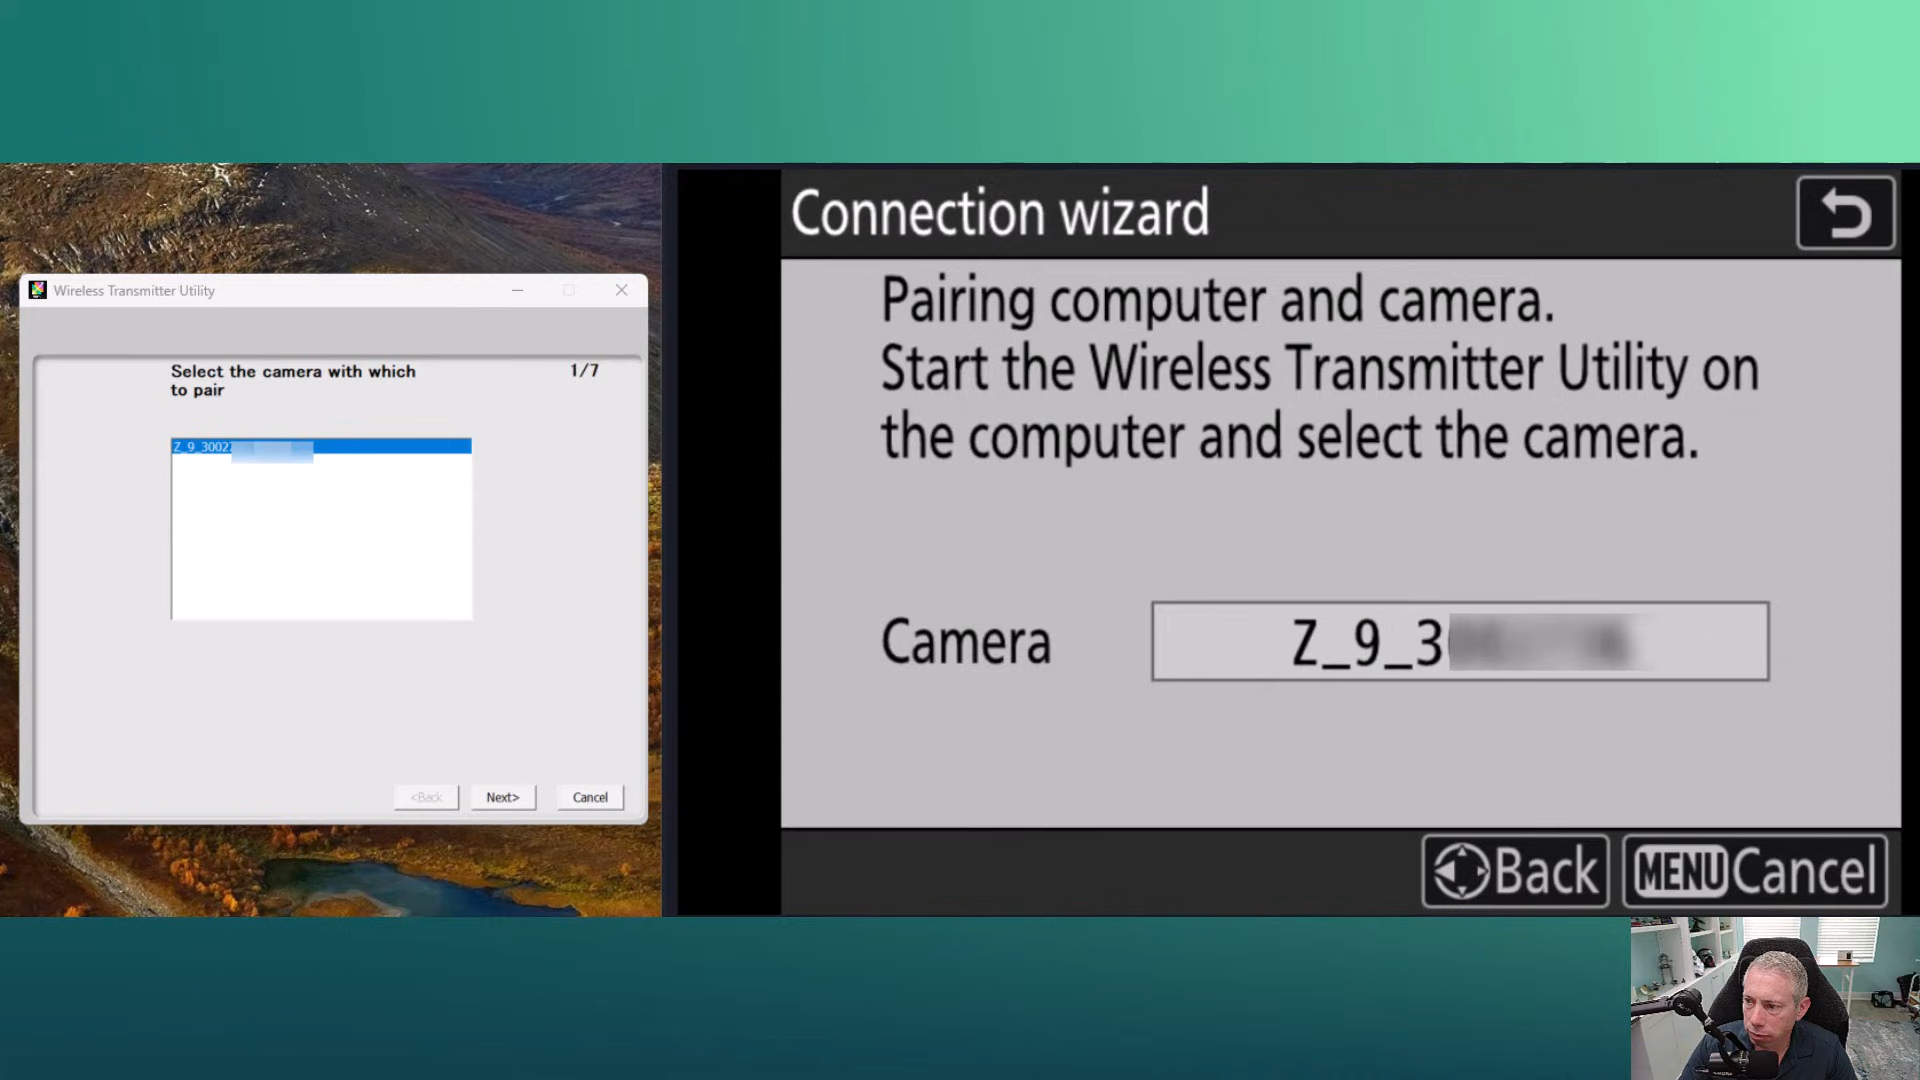 Wireless Transmitter Utility
Select the camera with which
to pair
1/7
Z_9_3002
<Back
Next>
Cancel
Connection wizard
Pairing computer and camera.
Start the Wireless Transmitter Utility on
the computer and select the camera.
Camera
Z_9_3
Back
MENU Cancel